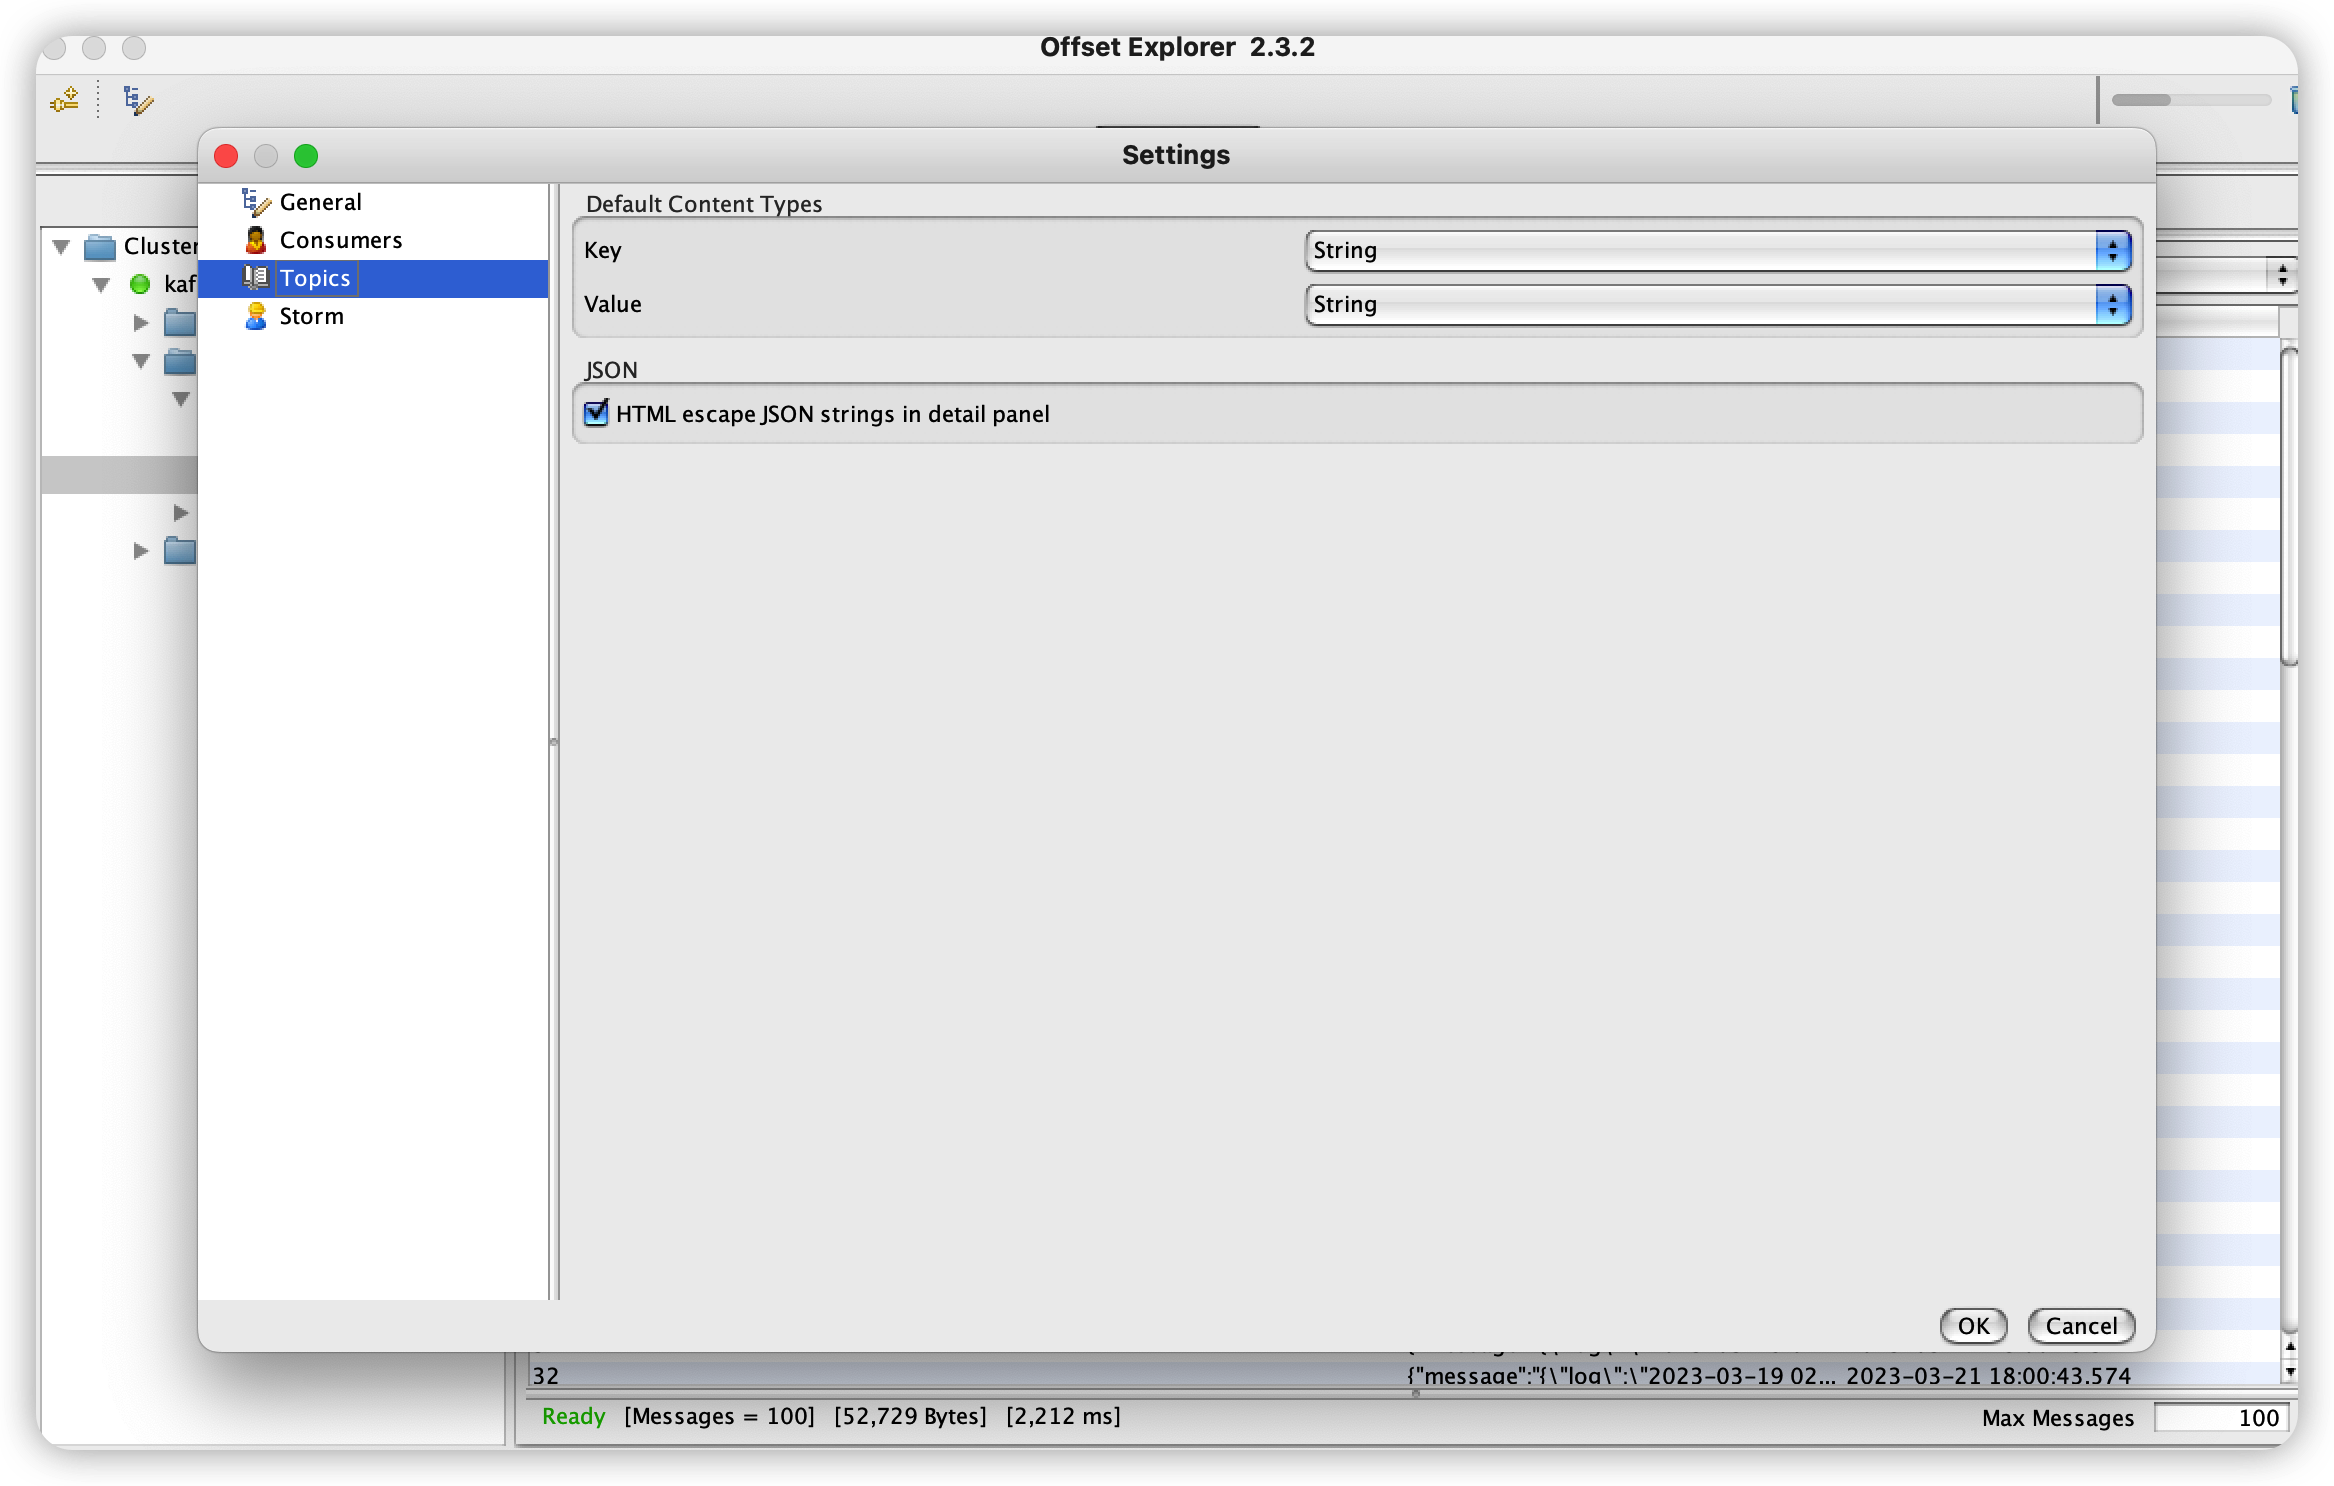 Offset Explorer 2.3.2
Settings
General
Consumers
Topics
Storm
Default Content Types
Key
String
Value
String
JSON
HTML escape JSON strings in detail panel
Cluster
kaf
OK
Cancel
32
{"message":"{\"log\":\"2023-03-19 02... 2023-03-21 18:00:43.574
Ready [Messages = 100] [52,729 Bytes] [2,212 ms]
Max Messages
100